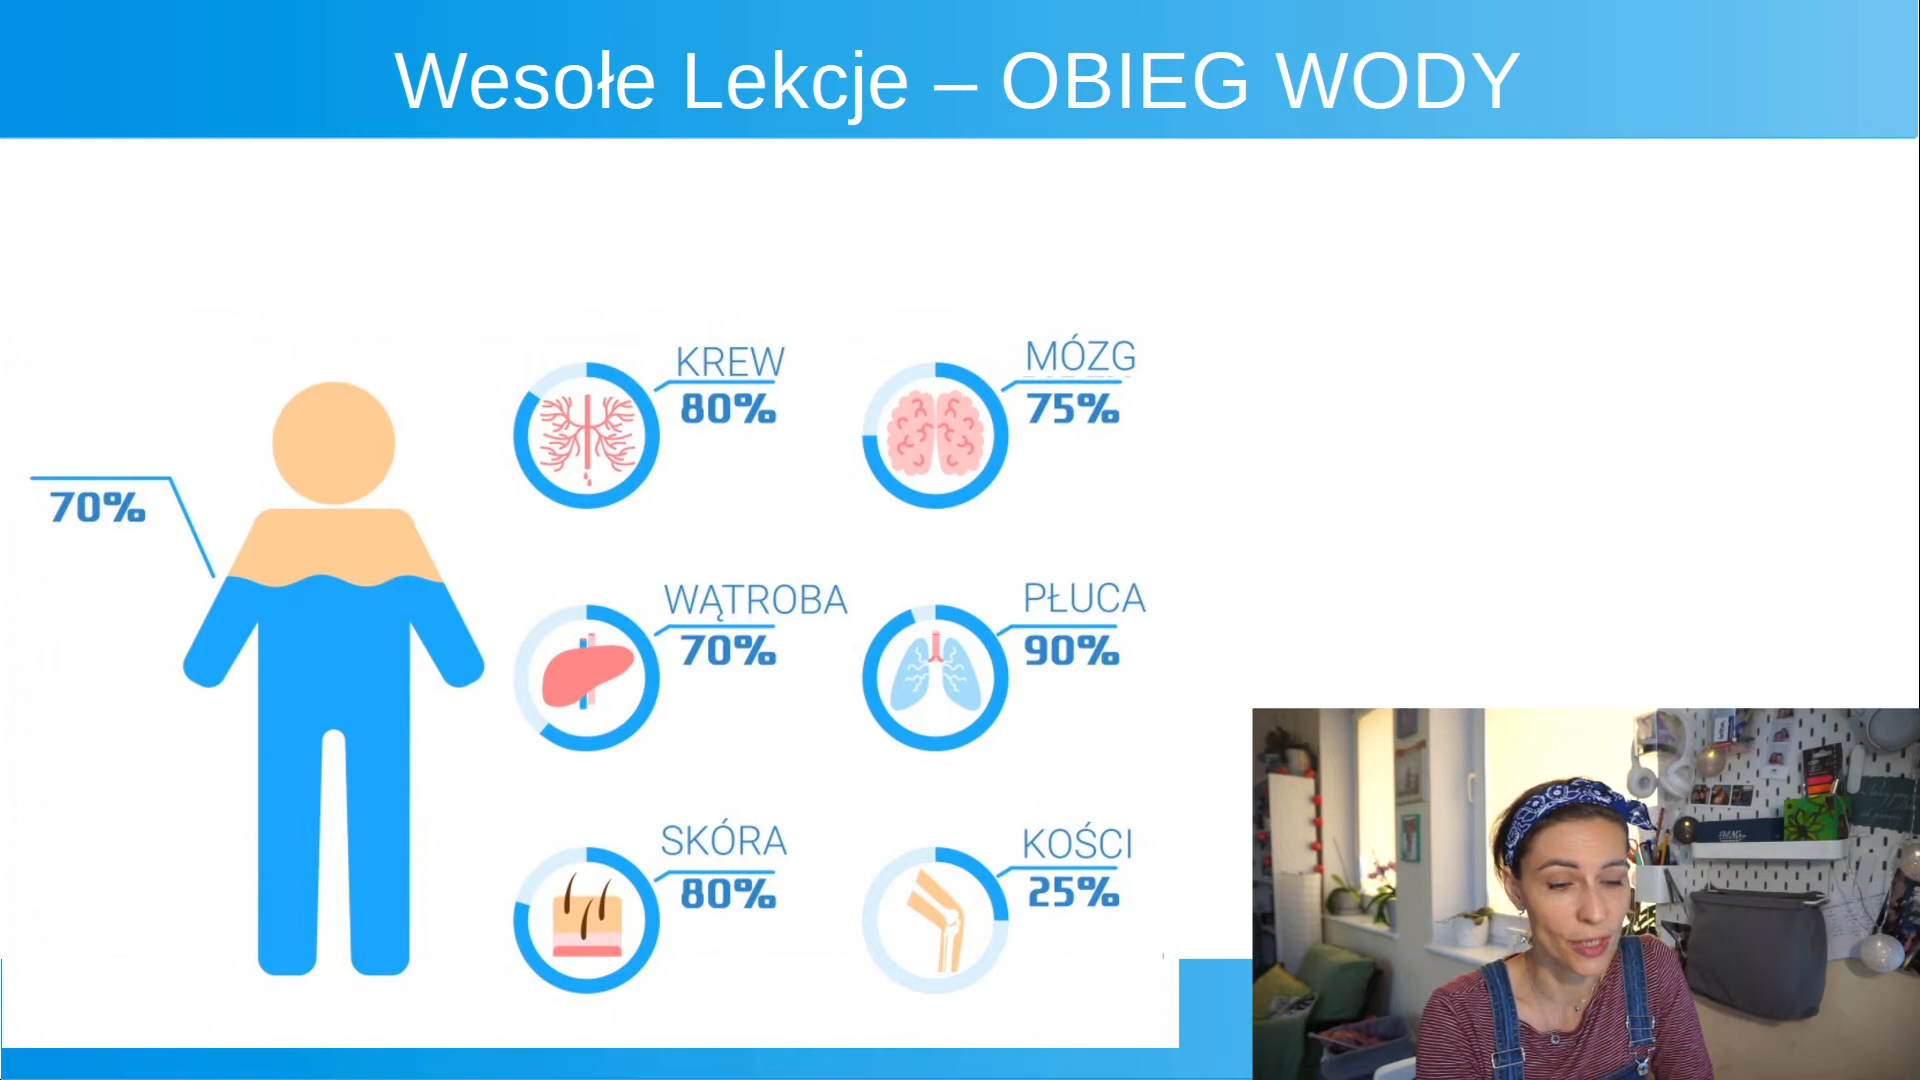 Wesołe Lekcje – OBIEG WODY
70%
KREW
80%
MÓZG
75%
WĄTROBA
70%
PŁUCA
90%
SKÓRA
80%
KOŚCI
25%